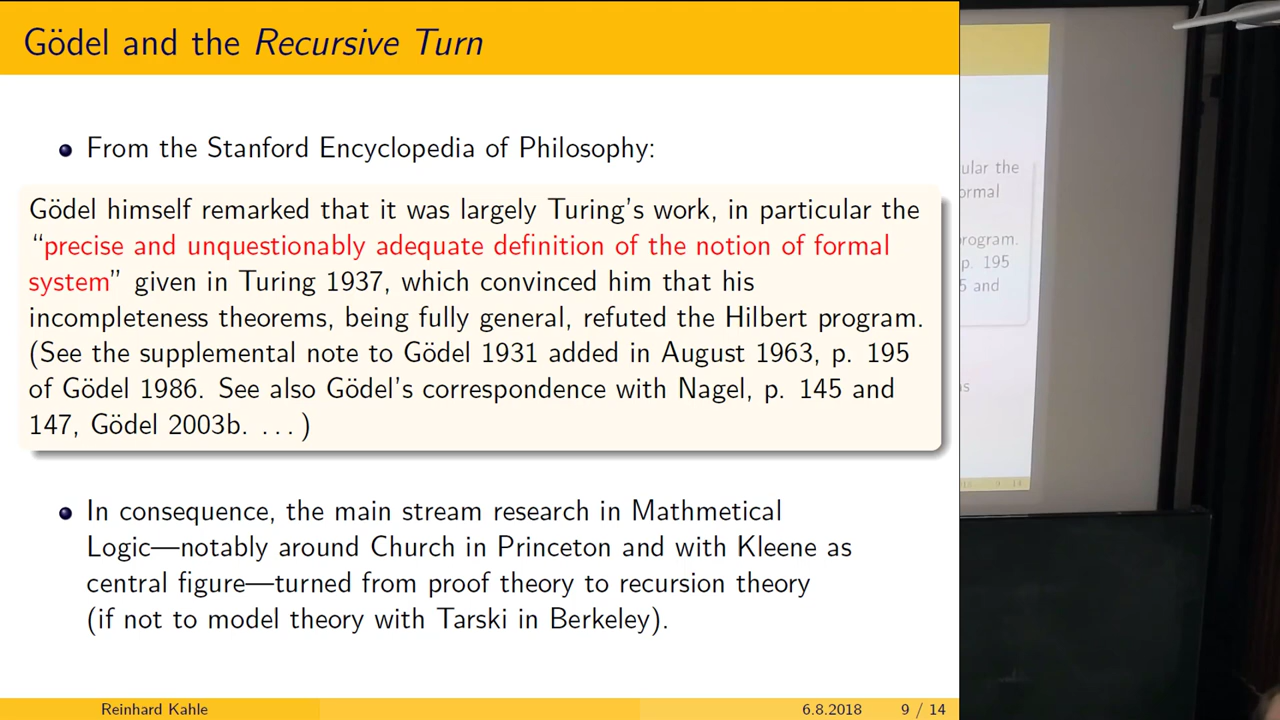 Gödel and the Recursive Turn
From the Stanford Encyclopedia of Philosophy:
Gödel himself remarked that it was largely Turing's work, in particular the
“precise and unquestionably adequate definition of the notion of formal
system” given in Turing 1937, which convinced him that his
incompleteness theorems, being fully general, refuted the Hilbert program.
(See the supplemental note to Gödel 1931 added in August 1963, p. 195
of Gödel 1986. See also Gödel's correspondence with Nagel, p. 145 and
147, Gödel 2003b. . . . )
In consequence, the main stream research in Mathmetical
Logic—notably around Church in Princeton and with Kleene as
central figure—turned from proof theory to recursion theory
(if not to model theory with Tarski in Berkeley).
Reinhard Kahle 6.8.2018 9 / 14
ular the
ormal
rogram.
p. 195
5 and
as
9 / 14